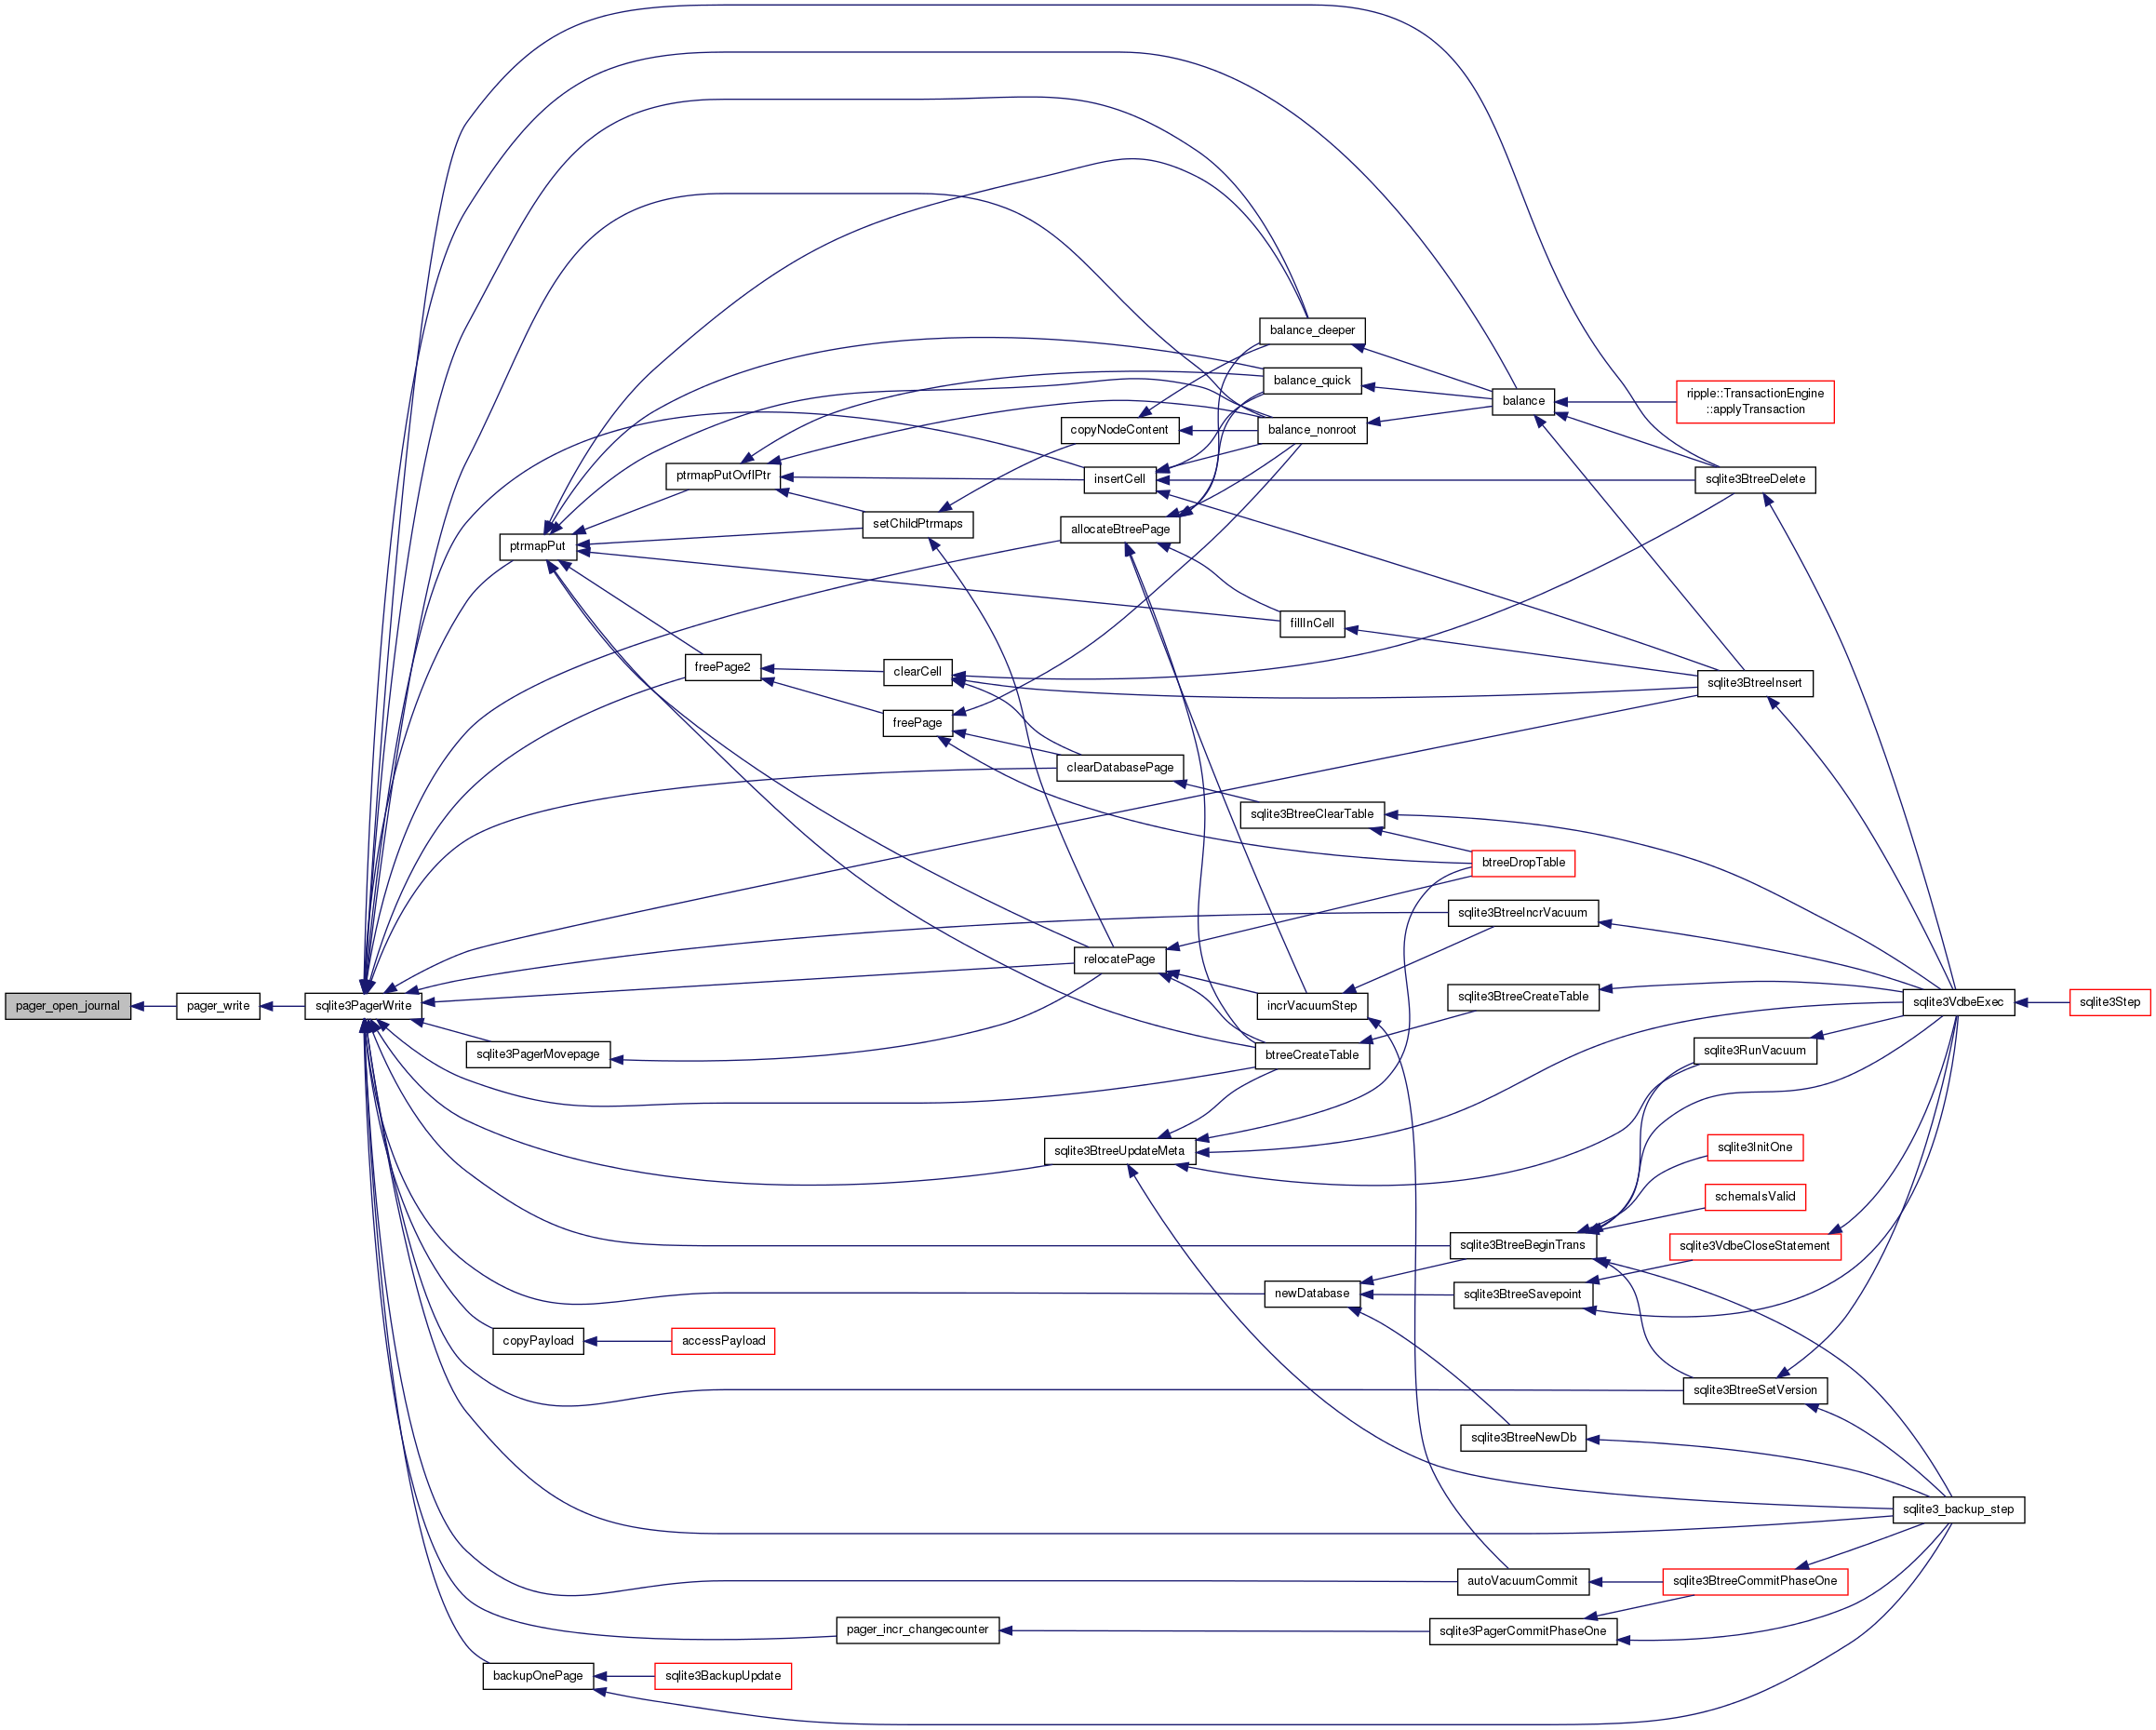 balance_deeper
balance_quick
balance
ripple::TransactionEngine
::applyTransaction
copyNodeContent
balance_nonroot
ptrmapPutOvflPtr
insertCell
sqlite3BtreeDelete
setChildPtrmaps
allocateBtreePage
ptrmapPut
fillInCell
freePage2
clearCell
sqlite3BtreeInsert
freePage
clearDatabasePage
sqlite3BtreeClearTable
btreeDropTable
sqlite3BtreeIncrVacuum
relocatePage
pager_open_journal
pager_write
sqlite3PagerWrite
incrVacuumStep
sqlite3BtreeCreateTable
sqlite3VdbeExec
sqlite3Step
sqlite3PagerMovepage
btreeCreateTable
sqlite3RunVacuum
sqlite3BtreeUpdateMeta
sqlite3InitOne
schemaIsValid
sqlite3BtreeBeginTrans
sqlite3VdbeCloseStatement
newDatabase
sqlite3BtreeSavepoint
copyPayload
accessPayload
sqlite3BtreeSetVersion
sqlite3BtreeNewDb
sqlite3_backup_step
autoVacuumCommit
sqlite3BtreeCommitPhaseOne
pager_incr_changecounter
sqlite3PagerCommitPhaseOne
backupOnePage
sqlite3BackupUpdate